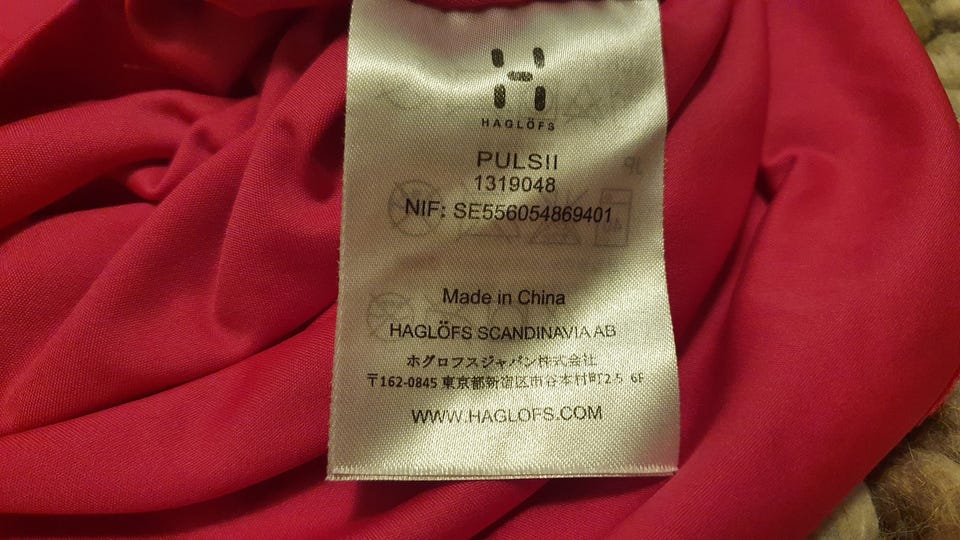 HAGLÖFS
PULSII
1319048
NIF: SE556054869401
Made in China
HAGLÖFS SCANDINAVIA AB
ホグロフスジャパン株式会社
〒162-0845 東京都新宿区市谷本村町2-5 6F
WWW.HAGLOFS.COM